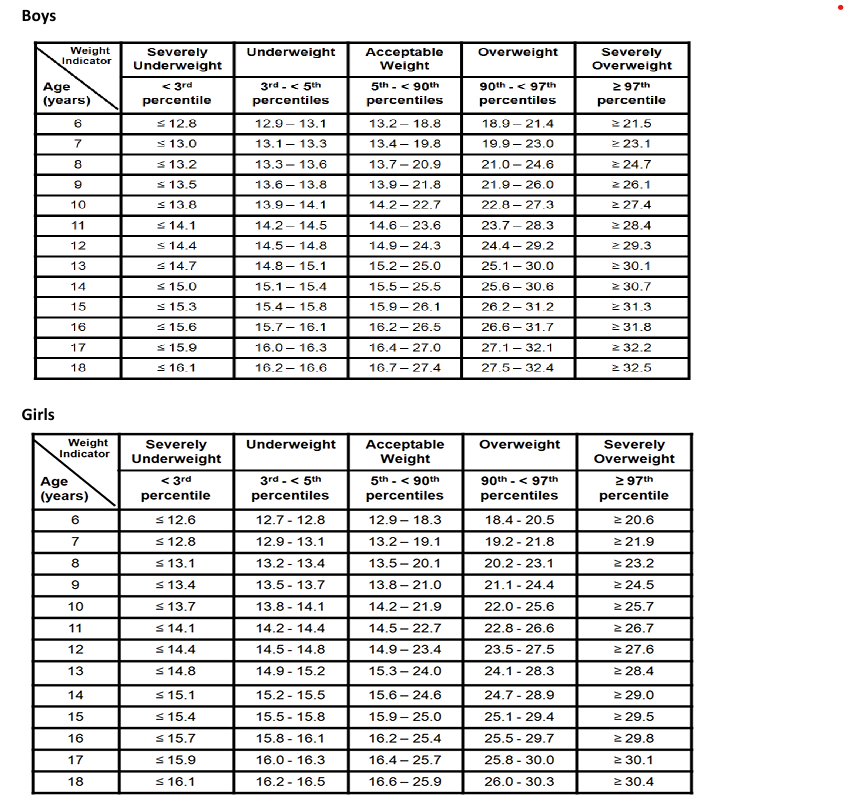 Boys
Weight Indicator Severely Underweight Underweight Acceptable Weight Overweight Severely Overweight
Age (years) < 3rd percentile 3rd - < 5th percentiles 5th - < 90th percentiles 90th - < 97th percentiles ≥ 97th percentile
6 ≤ 12.8 12.9 – 13.1 13.2 – 18.8 18.9 – 21.4 ≥ 21.5
7 ≤ 13.0 13.1 – 13.3 13.4 – 19.8 19.9 – 23.0 ≥ 23.1
8 ≤ 13.2 13.3 – 13.6 13.7 – 20.9 21.0 – 24.6 ≥ 24.7
9 ≤ 13.5 13.6 – 13.8 13.9 – 21.8 21.9 – 26.0 ≥ 26.1
10 ≤ 13.8 13.9 – 14.1 14.2 – 22.7 22.8 – 27.3 ≥ 27.4
11 ≤ 14.1 14.2 – 14.5 14.6 – 23.6 23.7 – 28.3 ≥ 28.4
12 ≤ 14.4 14.5 – 14.8 14.9 – 24.3 24.4 – 29.2 ≥ 29.3
13 ≤ 14.7 14.8 – 15.1 15.2 – 25.0 25.1 – 30.0 ≥ 30.1
14 ≤ 15.0 15.1 – 15.4 15.5 – 25.5 25.6 – 30.6 ≥ 30.7
15 ≤ 15.3 15.4 – 15.8 15.9 – 26.1 26.2 – 31.2 ≥ 31.3
16 ≤ 15.6 15.7 – 16.1 16.2 – 26.5 26.6 – 31.7 ≥ 31.8
17 ≤ 15.9 16.0 – 16.3 16.4 – 27.0 27.1 – 32.1 ≥ 32.2
18 ≤ 16.1 16.2 – 16.6 16.7 – 27.4 27.5 – 32.4 ≥ 32.5
Girls
Weight Indicator Severely Underweight Underweight Acceptable Weight Overweight Severely Overweight
Age (years) < 3rd percentile 3rd - < 5th percentiles 5th - < 90th percentiles 90th - < 97th percentiles ≥ 97th percentile
6 ≤ 12.6 12.7 - 12.8 12.9 – 18.3 18.4 - 20.5 ≥ 20.6
7 ≤ 12.8 12.9 - 13.1 13.2 – 19.1 19.2 - 21.8 ≥ 21.9
8 ≤ 13.1 13.2 - 13.4 13.5 – 20.1 20.2 - 23.1 ≥ 23.2
9 ≤ 13.4 13.5 - 13.7 13.8 – 21.0 21.1 - 24.4 ≥ 24.5
10 ≤ 13.7 13.8 - 14.1 14.2 – 21.9 22.0 - 25.6 ≥ 25.7
11 ≤ 14.1 14.2 - 14.4 14.5 – 22.7 22.8 - 26.6 ≥ 26.7
12 ≤ 14.4 14.5 - 14.8 14.9 – 23.4 23.5 - 27.5 ≥ 27.6
13 ≤ 14.8 14.9 - 15.2 15.3 – 24.0 24.1 - 28.3 ≥ 28.4
14 ≤ 15.1 15.2 - 15.5 15.6 – 24.6 24.7 - 28.9 ≥ 29.0
15 ≤ 15.4 15.5 - 15.8 15.9 – 25.0 25.1 - 29.4 ≥ 29.5
16 ≤ 15.7 15.8 - 16.1 16.2 – 25.4 25.5 - 29.7 ≥ 29.8
17 ≤ 15.9 16.0 - 16.3 16.4 – 25.7 25.8 - 30.0 ≥ 30.1
18 ≤ 16.1 16.2 - 16.5 16.6 – 25.9 26.0 - 30.3 ≥ 30.4